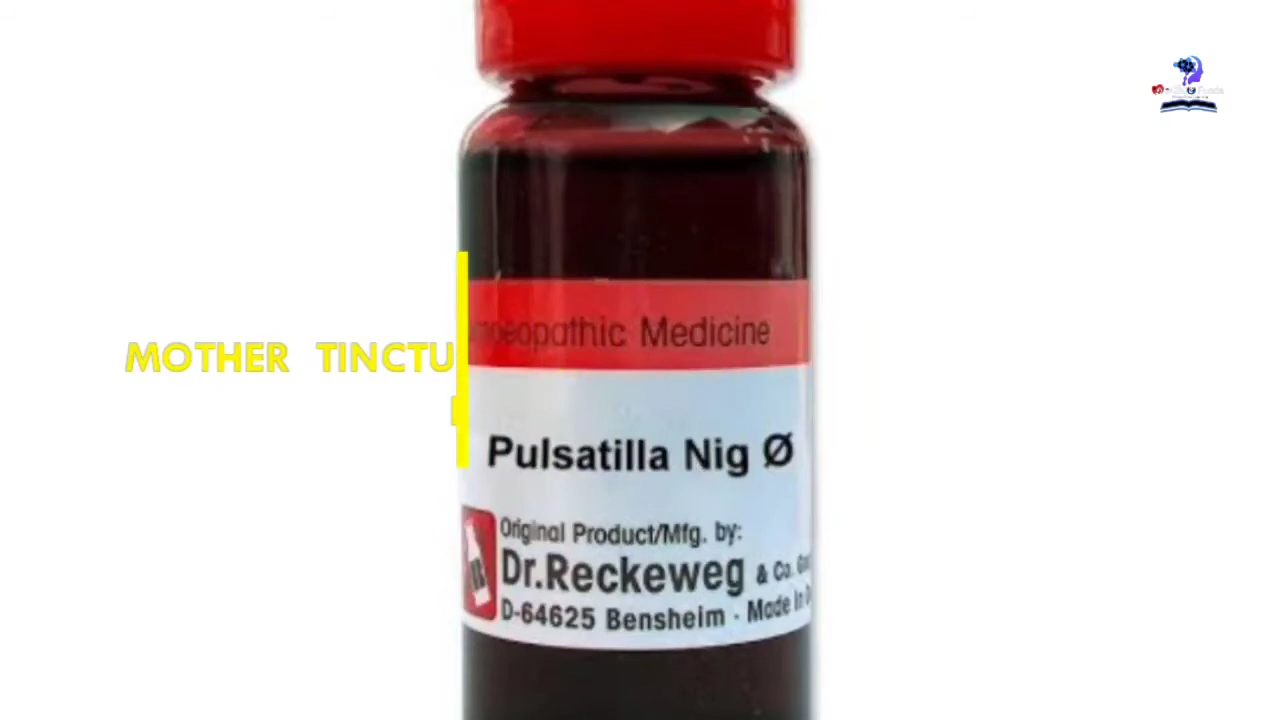 moeopathic Medicine
MOTHER TINCTU
Pulsatilla Nig Ø
Original Product/Mfg. by:
Dr.Reckeweg & Co.
D-64625 Bensheim · Made In